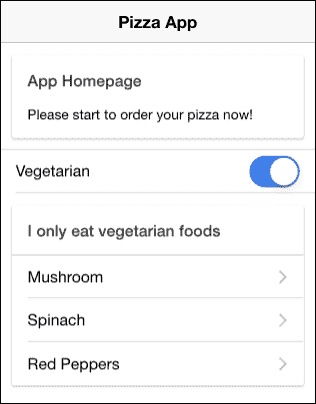 Pizza App
App Homepage
Please start to order your pizza now!
Vegetarian
I only eat vegetarian foods
Mushroom
Spinach
Red Peppers